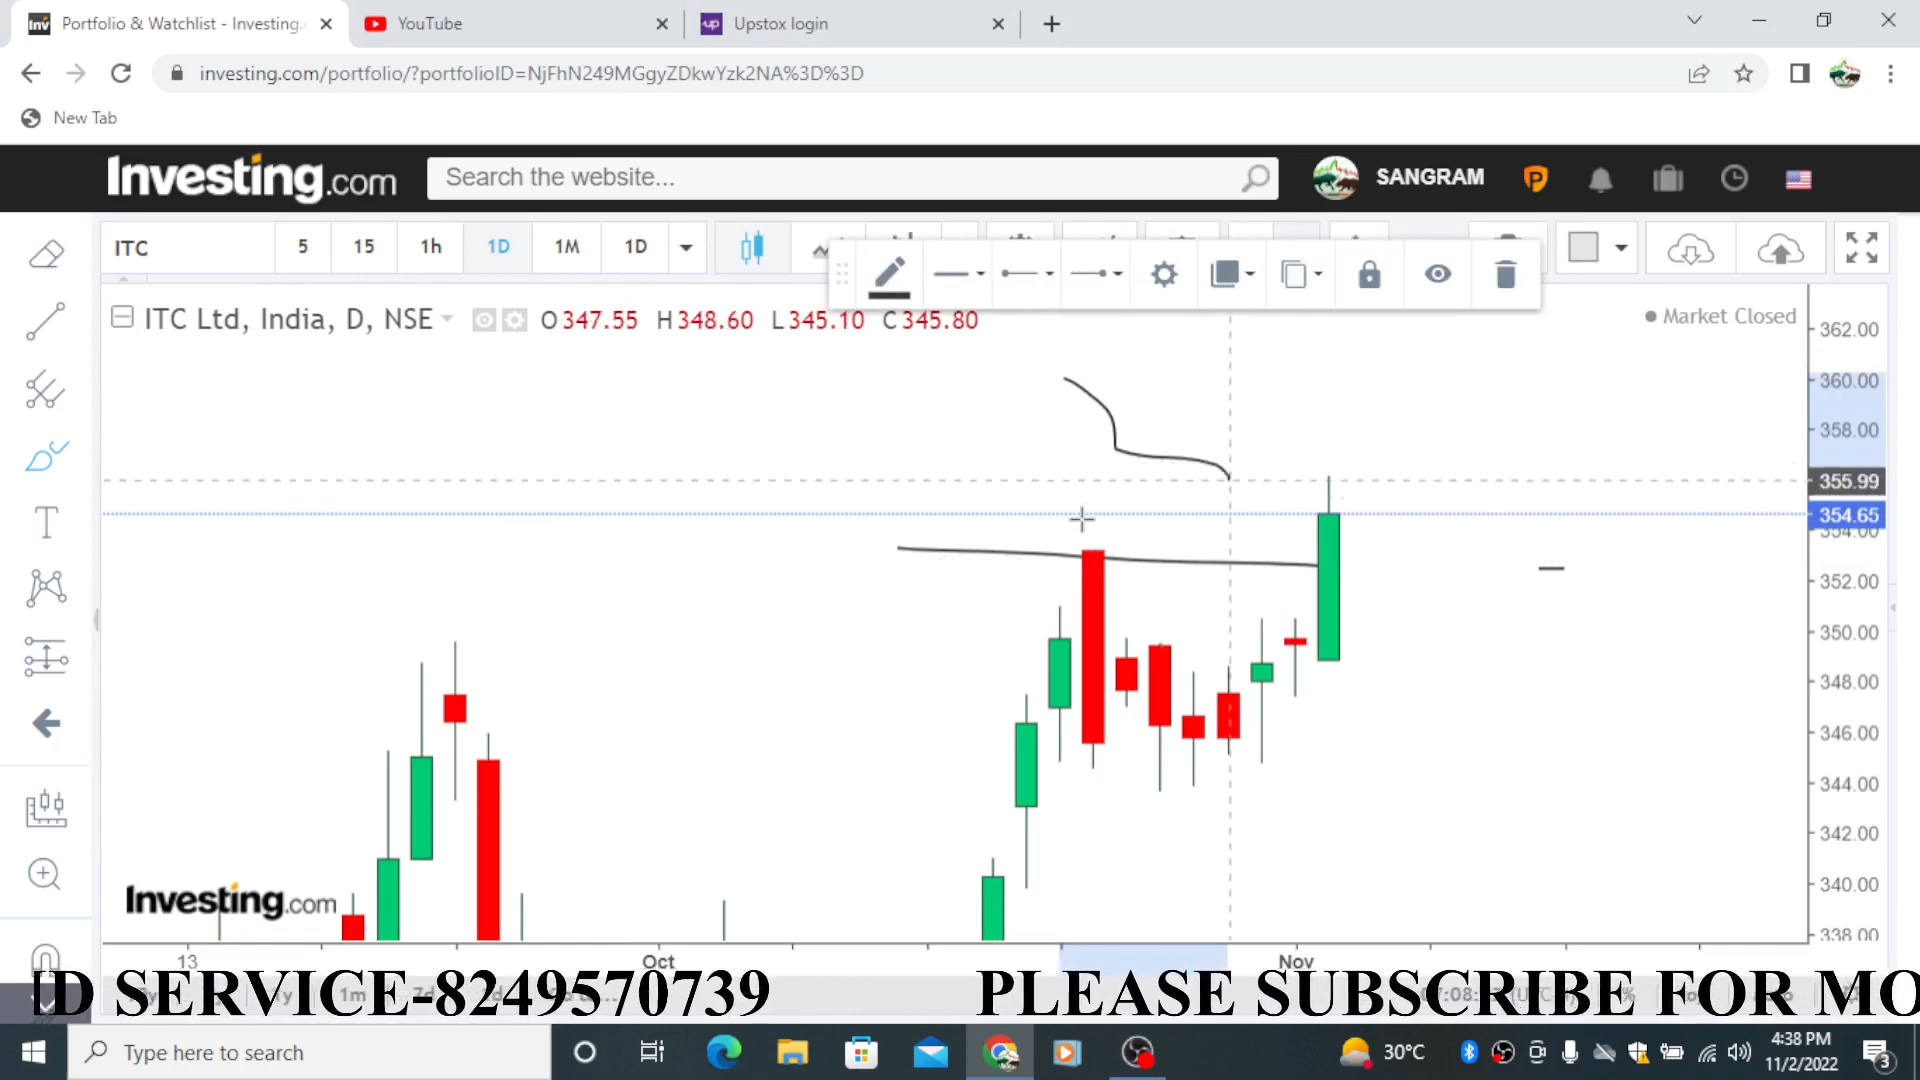 Portfolio & Watchlist - Investing.c
YouTube
Upstox login
investing.com/portfolio/?portfolioID=NjFhN249MGgyZDkwYzk2NA%3D%3D
New Tab
Investing.com
Search the website...
SANGRAM
ITC
5
15
1h
1D
1M
1D
ITC Ltd, India, D, NSE
O347.55 H348.60 L345.10 C345.80
Market Closed
362.00
360.00
358.00
355.99
354.65
354.00
352.00
350.00
348.00
346.00
344.00
342.00
340.00
338.00
Investing.com
13
Oct
Nov
D SERVICE-8249570739
PLEASE SUBSCRIBE FOR MO
Type here to search
30°C
4:38 PM
11/2/2022
3